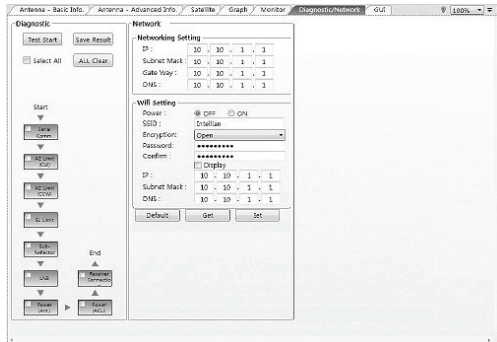 Antenna - Basic Info.
Antenna - Advanced Info.
Satellite
Graph
Monitor
Diagnostic/Network
GUI
100%
Diagnostic
Test Start
Save Result
Select All
ALL Clear
Start
Serial Comm.
AZ Limit (CW)
AZ Limit (CCW)
EL Limit
Sub-Reflector
LNB
Power (Ant.)
Power (ACU)
Receiver Connectio
End
Network
Networking Setting
IP : 10 . 10 . 1 . 1
Subnet Mask : 10 . 10 . 1 . 1
Gate Way : 10 . 10 . 1 . 1
DNS : 10 . 10 . 1 . 1
Wifi Setting
Power : OFF ON
SSID : Intellian
Encryption: Open
Password: •••••••••
Confirm : •••••••••
Display
IP : 10 . 10 . 1 . 1
Subnet Mask : 10 . 10 . 1 . 1
DNS : 10 . 10 . 1 . 1
Default Get Set